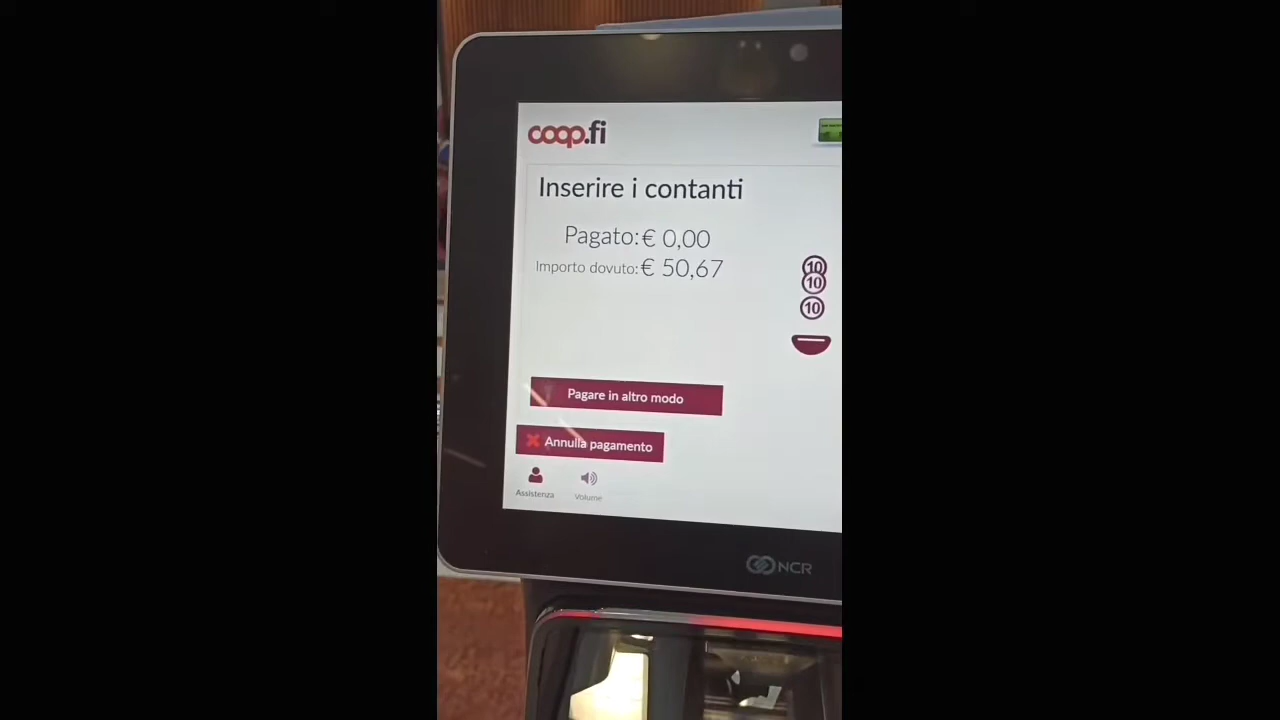 coop.fi
Inserire i contanti
Pagato: € 0,00
Importo dovuto: € 50,67
10
10
10
Pagare in altro modo
Annulla pagamento
Assistenza
Volume
NCR